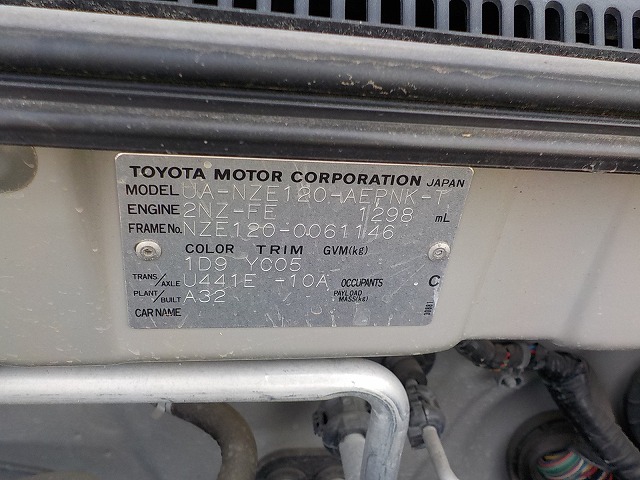 TOYOTA MOTOR CORPORATION JAPAN
MODEL UA-NZE120-AEPNK-T
ENGINE 2NZ-FE 1298 mL
FRAME No. NZE120-0061146
COLOR TRIM GVM(kg)
1D9 YC05
TRANS./AXLE U441E -10A OCCUPANTS C
PLANT/BUILT A32 PAYLOAD MASS(kg)
CAR NAME